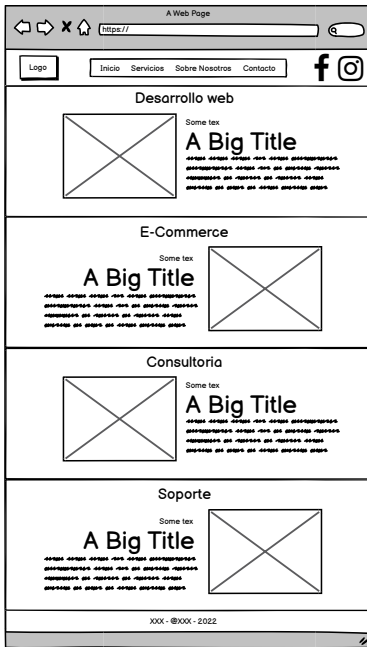 A Web Page
https://
Logo
Inicio Servicios Sobre Nosotros Contacto
Desarrollo web
Some tex
A Big Title
E-Commerce
Some tex
A Big Title
Consultoria
Some tex
A Big Title
Soporte
Some tex
A Big Title
XXX - @XXX - 2022